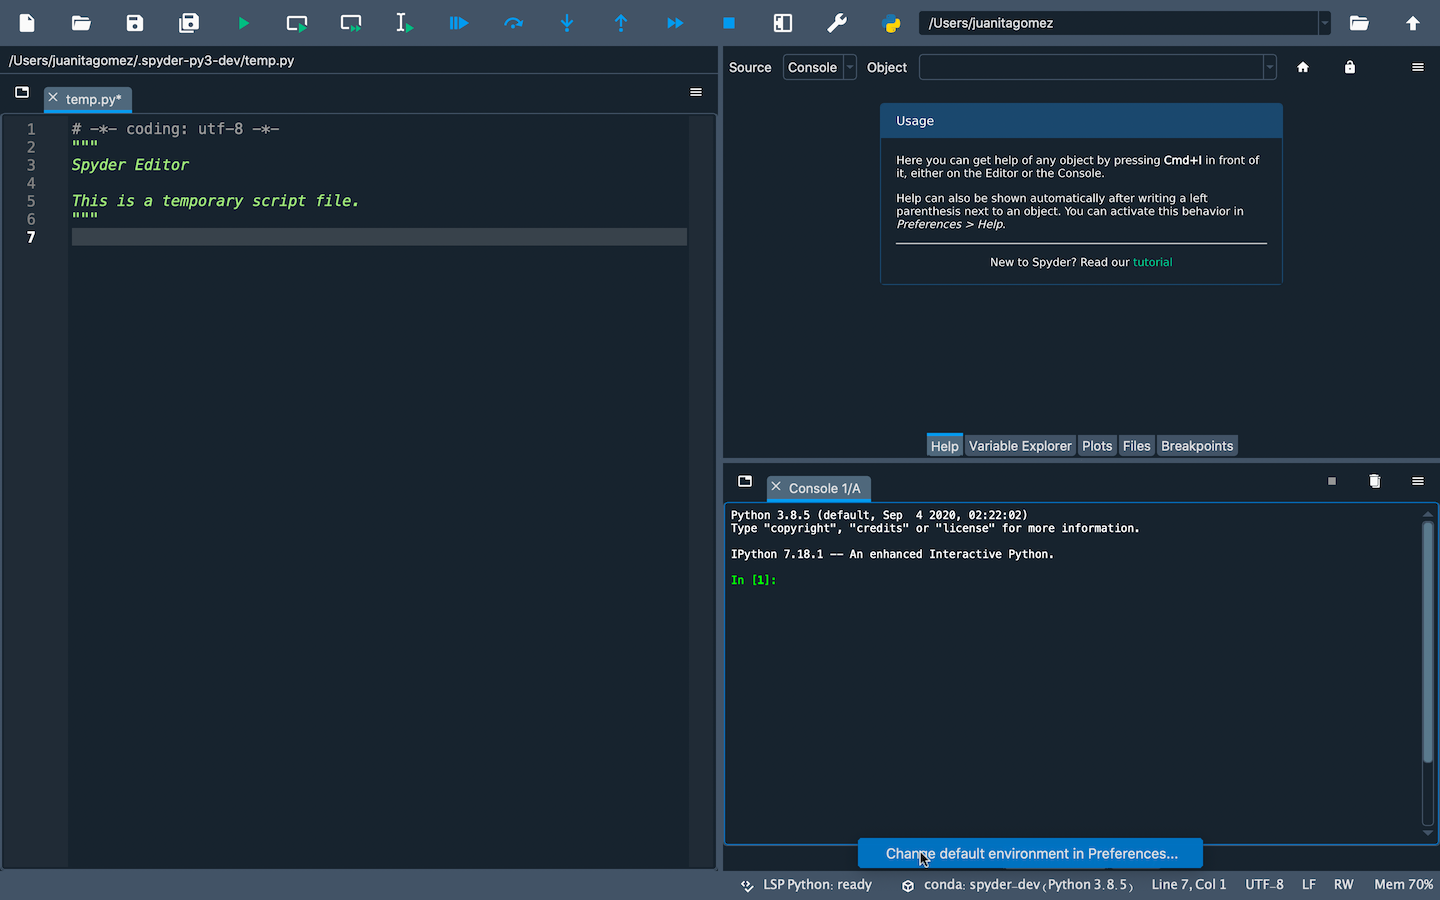 /Users/juanitagomez
/Users/juanitagomez/.spyder-py3-dev/temp.py
temp.py*
1 # -*- coding: utf-8 -*-
2 """
3 Spyder Editor
4
5 This is a temporary script file.
6 """
7
Source Console Object
Usage
Here you can get help of any object by pressing Cmd+I in front of
it, either on the Editor or the Console.
Help can also be shown automatically after writing a left
parenthesis next to an object. You can activate this behavior in
Preferences > Help.
New to Spyder? Read our tutorial
Help Variable Explorer Plots Files Breakpoints
Console 1/A
Python 3.8.5 (default, Sep  4 2020, 02:22:02)
Type "copyright", "credits" or "license" for more information.
IPython 7.18.1 -- An enhanced Interactive Python.
In [1]:
Change default environment in Preferences...
LSP Python: ready conda: spyder-dev (Python 3.8.5) Line 7, Col 1 UTF-8 LF RW Mem 70%